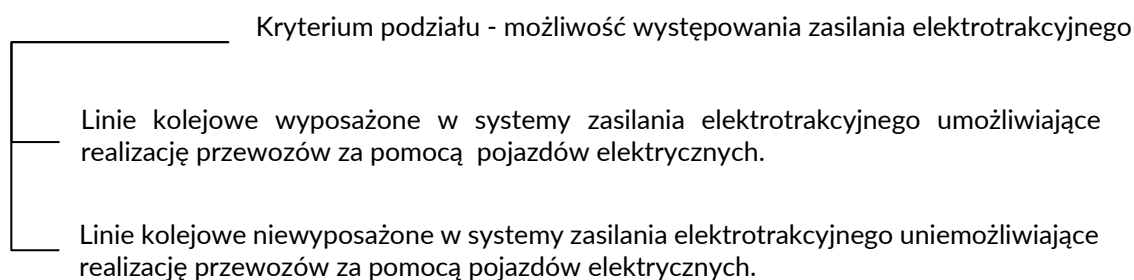 Kryterium podziału - możliwość występowania zasilania elektrotrakcyjnego
Linie kolejowe wyposażone w systemy zasilania elektrotrakcyjnego umożliwiające
realizację przewozów za pomocą pojazdów elektrycznych.
Linie kolejowe niewyposażone w systemy zasilania elektrotrakcyjnego uniemożliwiające
realizację przewozów za pomocą pojazdów elektrycznych.